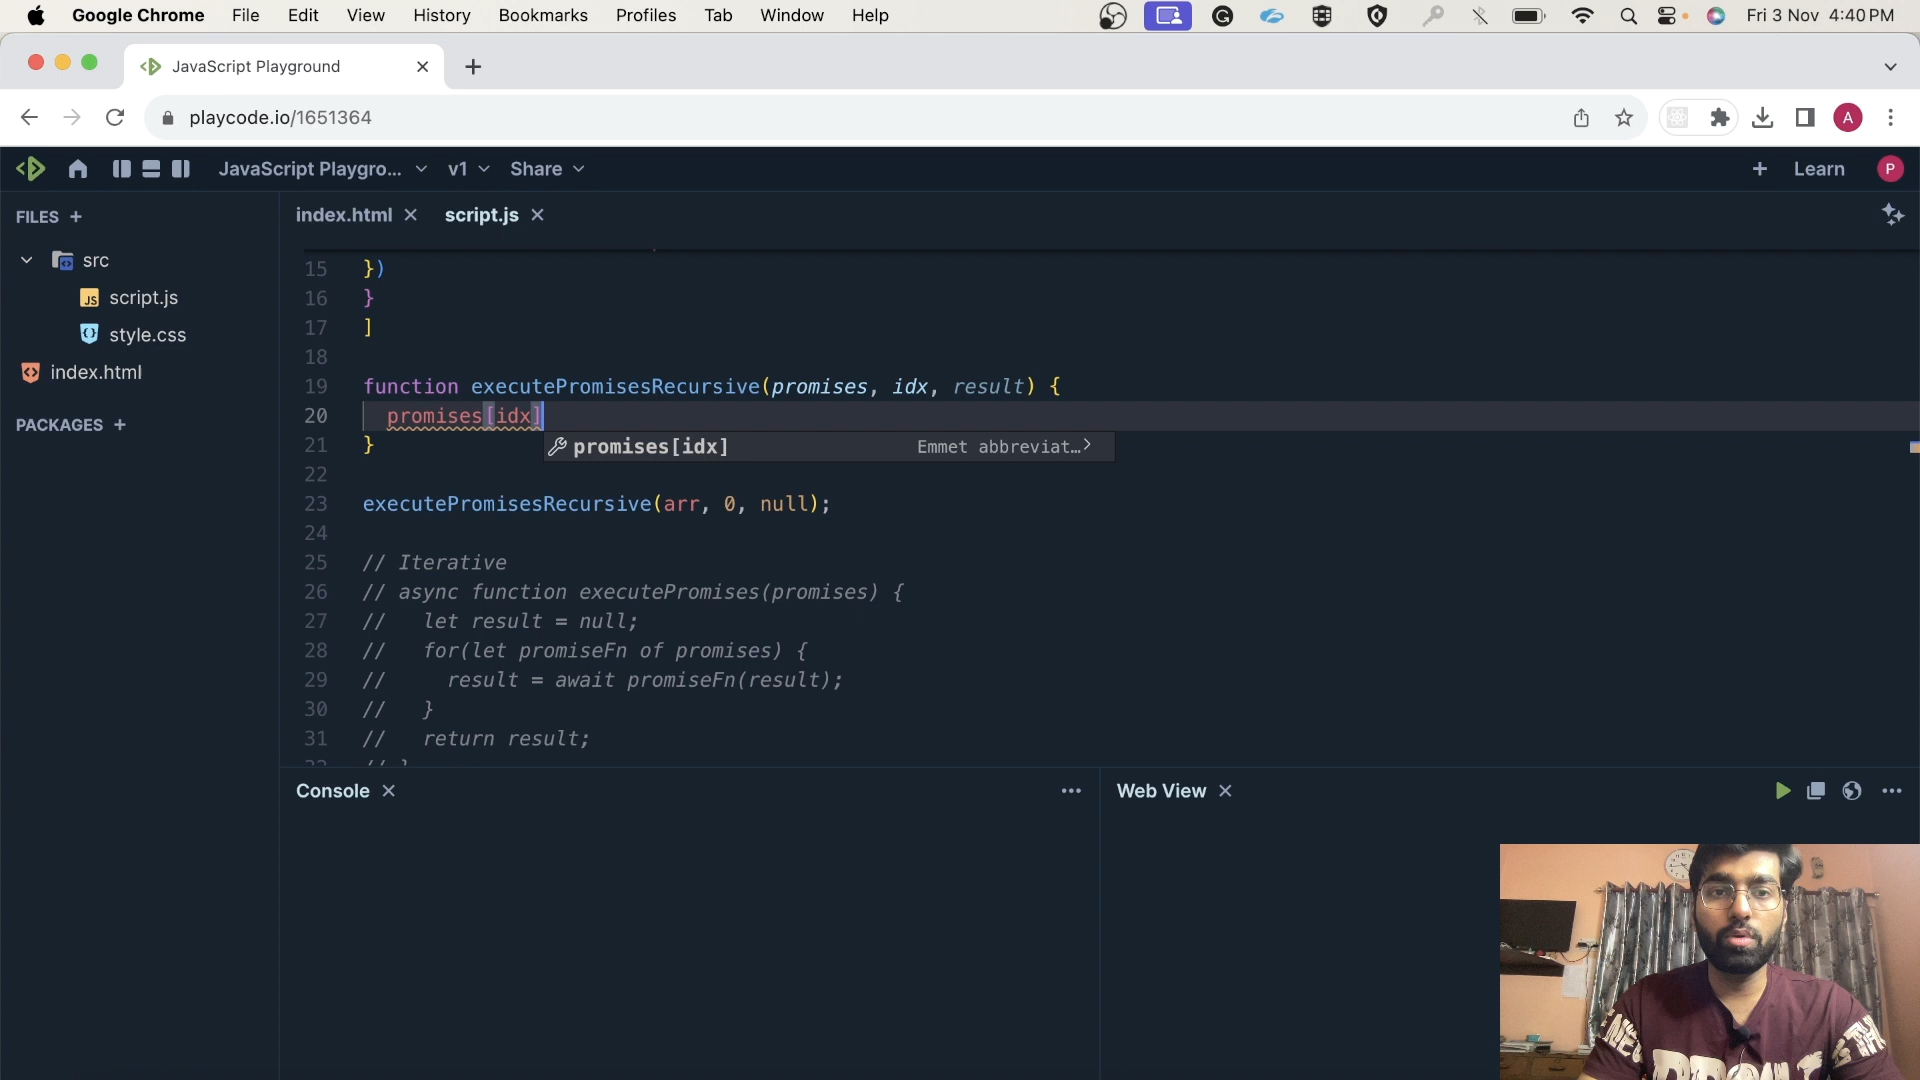 Google Chrome File Edit View History Bookmarks Profiles Tab Window Help Fri 3 Nov 4:40 PM
JavaScript Playground
playcode.io/1651364
A
JavaScript Playgro... v1 Share + Learn P
FILES +
index.html script.js
src
JS script.js
style.css
index.html
PACKAGES +
15 })
16 }
17 ]
18
19 function executePromisesRecursive(promises, idx, result) {
20 promises[idx]
21 }
promises[idx] Emmet abbreviat…>
22
23 executePromisesRecursive(arr, 0, null);
24
25 // Iterative
26 // async function executePromises(promises) {
27 // let result = null;
28 // for(let promiseFn of promises) {
29 // result = await promiseFn(result);
30 // }
31 // return result;
Console
Web View